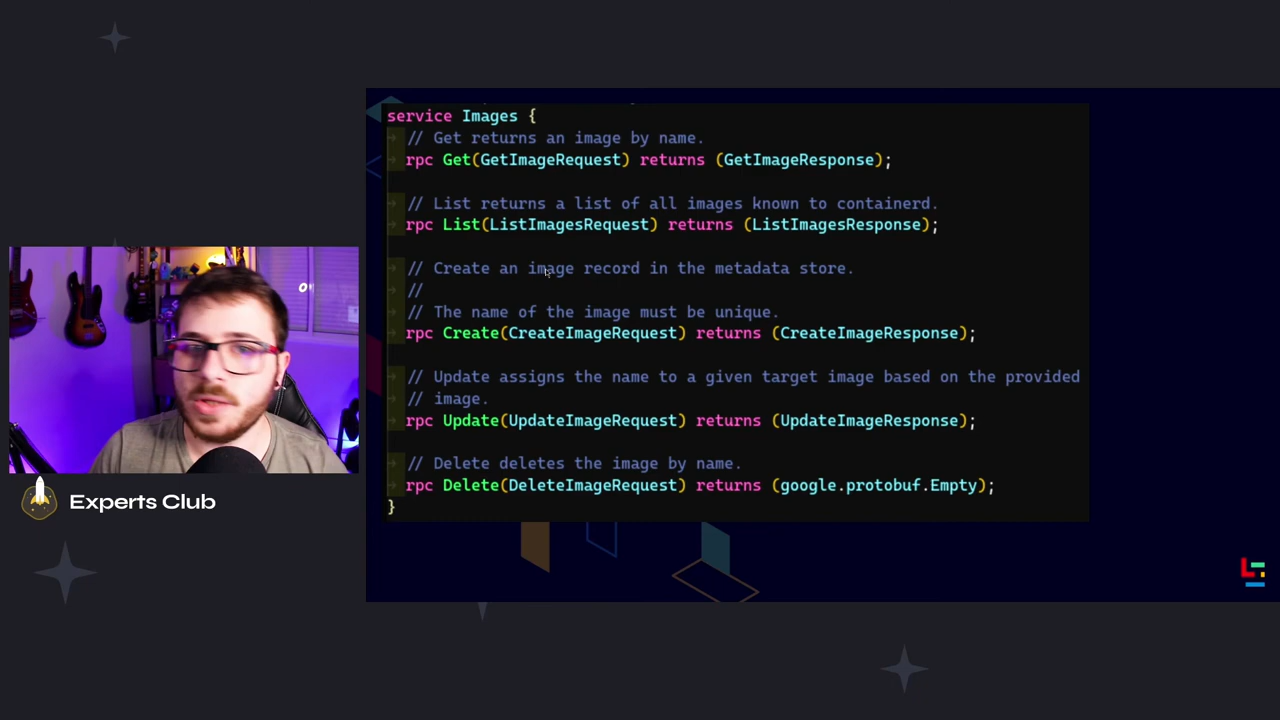 service Images {
// Get returns an image by name.
rpc Get(GetImageRequest) returns (GetImageResponse);
// List returns a list of all images known to containerd.
rpc List(ListImagesRequest) returns (ListImagesResponse);
// Create an image record in the metadata store.
//
// The name of the image must be unique.
rpc Create(CreateImageRequest) returns (CreateImageResponse);
// Update assigns the name to a given target image based on the provided
// image.
rpc Update(UpdateImageRequest) returns (UpdateImageResponse);
// Delete deletes the image by name.
rpc Delete(DeleteImageRequest) returns (google.protobuf.Empty);
}
Experts Club